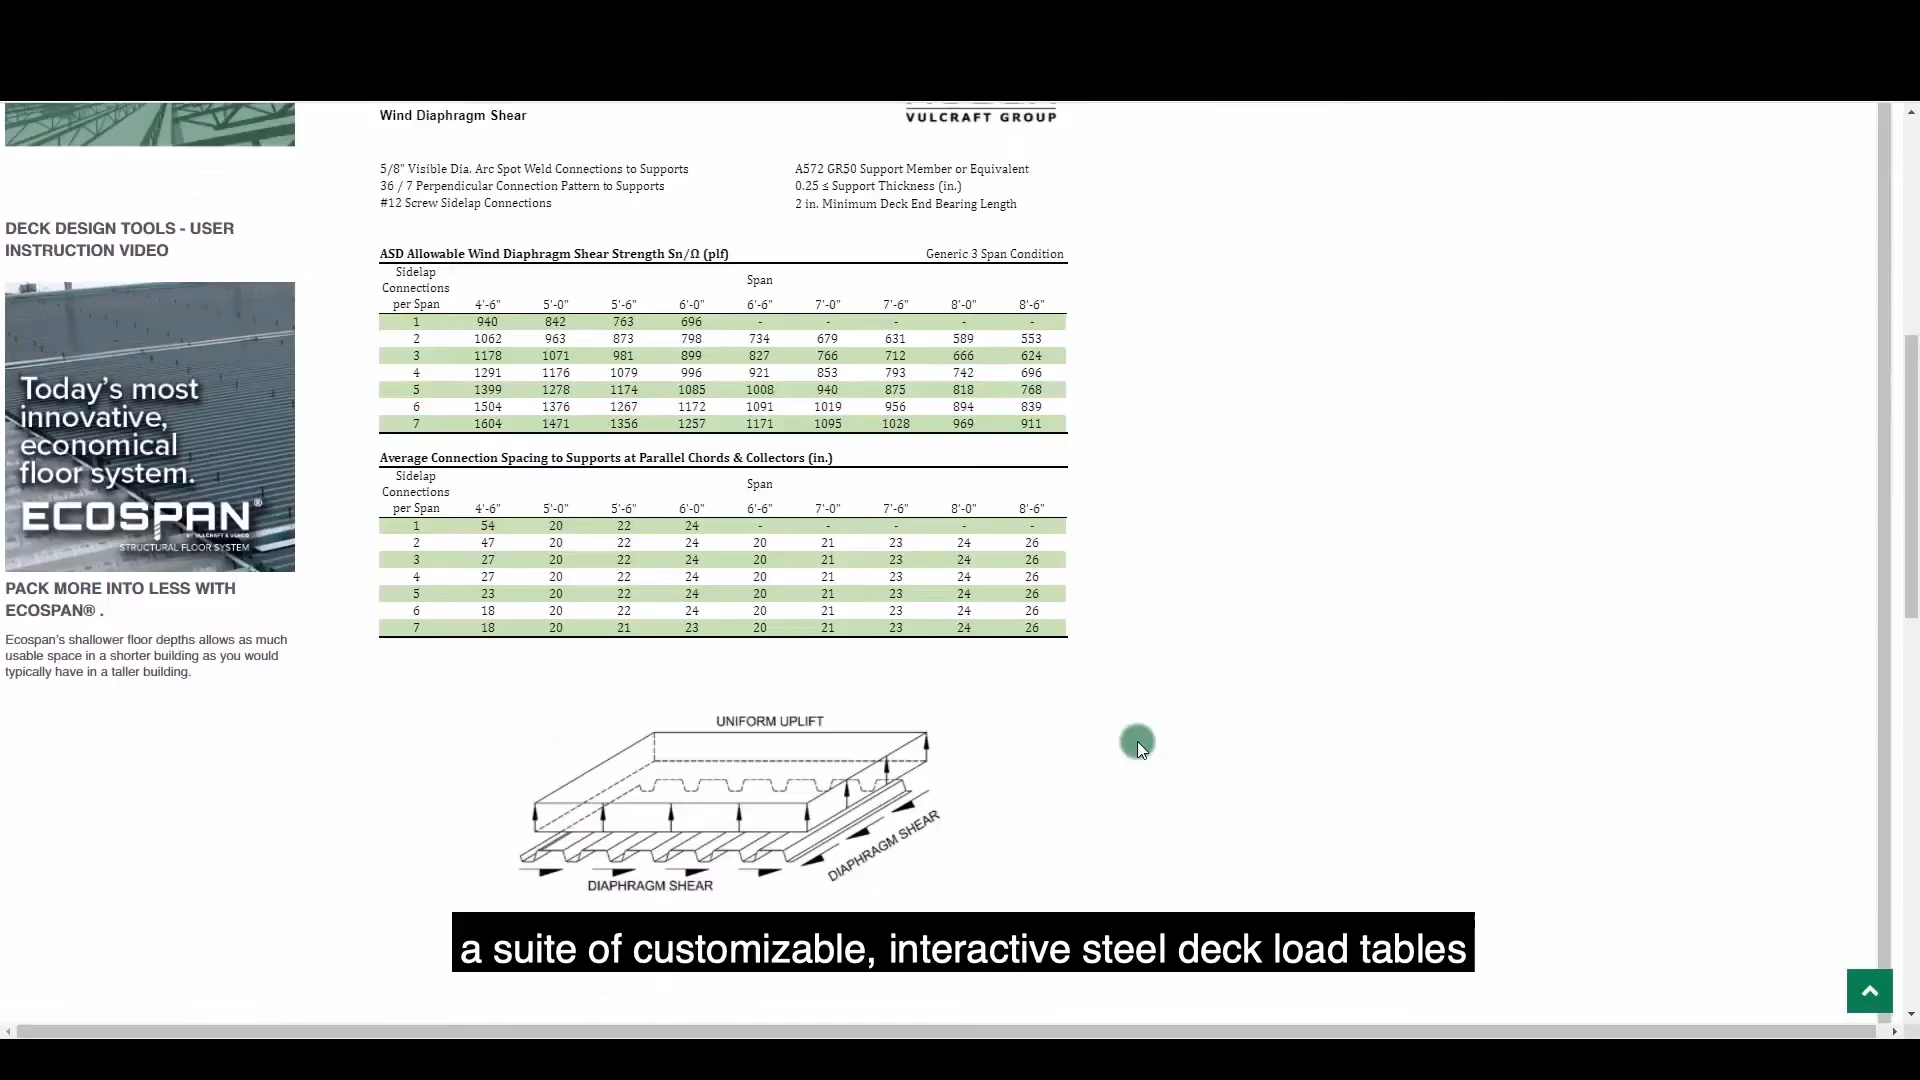 Wind Diaphragm Shear
VULCRAFT GROUP
5/8" Visible Dia. Arc Spot Weld Connections to Supports
36 / 7 Perpendicular Connection Pattern to Supports
#12 Screw Sidelap Connections
A572 GR50 Support Member or Equivalent
0.25 ≤ Support Thickness (in.)
2 in. Minimum Deck End Bearing Length
DECK DESIGN TOOLS - USER
INSTRUCTION VIDEO
Today's most
innovative,
economical
floor system.
ECOSPAN®
BY VULCRAFT & VERCO
STRUCTURAL FLOOR SYSTEM
PACK MORE INTO LESS WITH
ECOSPAN® .
Ecospan's shallower floor depths allows as much
usable space in a shorter building as you would
typically have in a taller building.
ASD Allowable Wind Diaphragm Shear Strength Sn/Ω (plf) Generic 3 Span Condition
Sidelap
Connections
per Span
Span
4'-6" 5'-0" 5'-6" 6'-0" 6'-6" 7'-0" 7'-6" 8'-0" 8'-6"
1 940 842 763 696 - - - - -
2 1062 963 873 798 734 679 631 589 553
3 1178 1071 981 899 827 766 712 666 624
4 1291 1176 1079 996 921 853 793 742 696
5 1399 1278 1174 1085 1008 940 875 818 768
6 1504 1376 1267 1172 1091 1019 956 894 839
7 1604 1471 1356 1257 1171 1095 1028 969 911
Average Connection Spacing to Supports at Parallel Chords & Collectors (in.)
Sidelap
Connections
per Span
Span
4'-6" 5'-0" 5'-6" 6'-0" 6'-6" 7'-0" 7'-6" 8'-0" 8'-6"
1 54 20 22 24 - - - - -
2 47 20 22 24 20 21 23 24 26
3 27 20 22 24 20 21 23 24 26
4 27 20 22 24 20 21 23 24 26
5 23 20 22 24 20 21 23 24 26
6 18 20 22 24 20 21 23 24 26
7 18 20 21 23 20 21 23 24 26
UNIFORM UPLIFT
DIAPHRAGM SHEAR
DIAPHRAGM SHEAR
a suite of customizable, interactive steel deck load tables